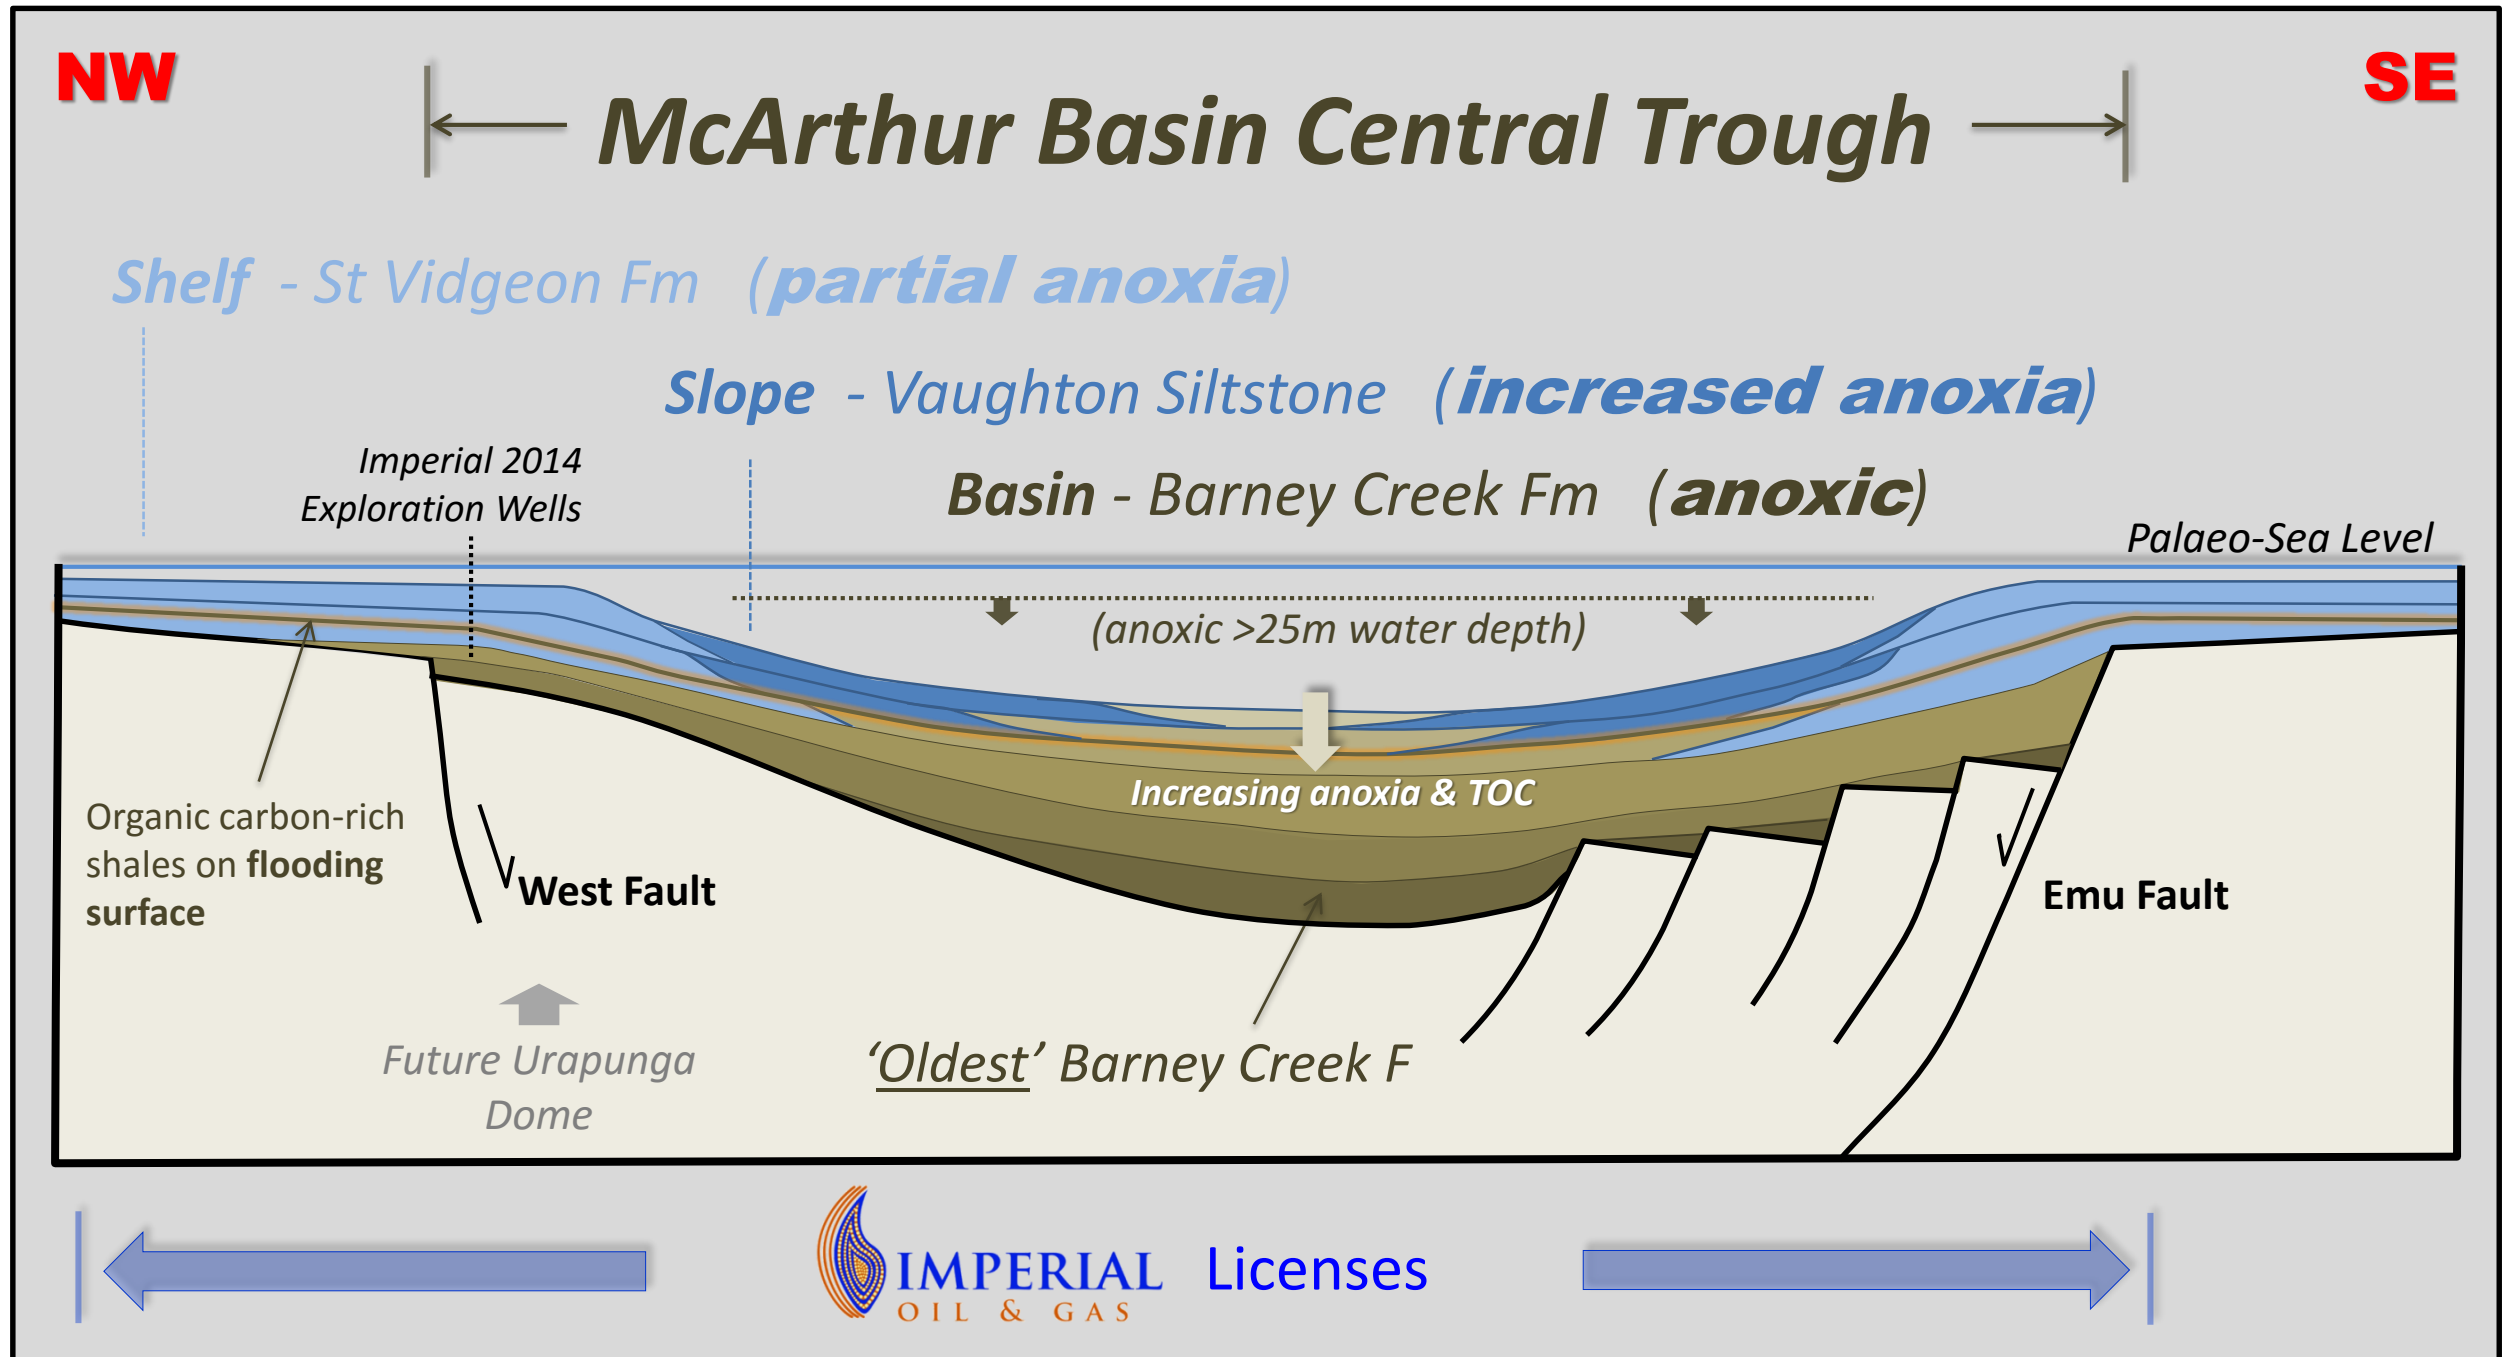 NW
SE
McArthur Basin Central Trough
Shelf - St Vidgeon Fm (partial anoxia)
Slope - Vaughton Siltstone (increased anoxia)
Imperial 2014
Exploration Wells
Basin - Barney Creek Fm (anoxic)
Palaeo-Sea Level
(anoxic >25m water depth)
Increasing anoxia & TOC
Organic carbon-rich
shales on flooding
surface
West Fault
Emu Fault
Future Urapunga
Dome
‘Oldest’ Barney Creek F
IMPERIAL
OIL & GAS
Licenses